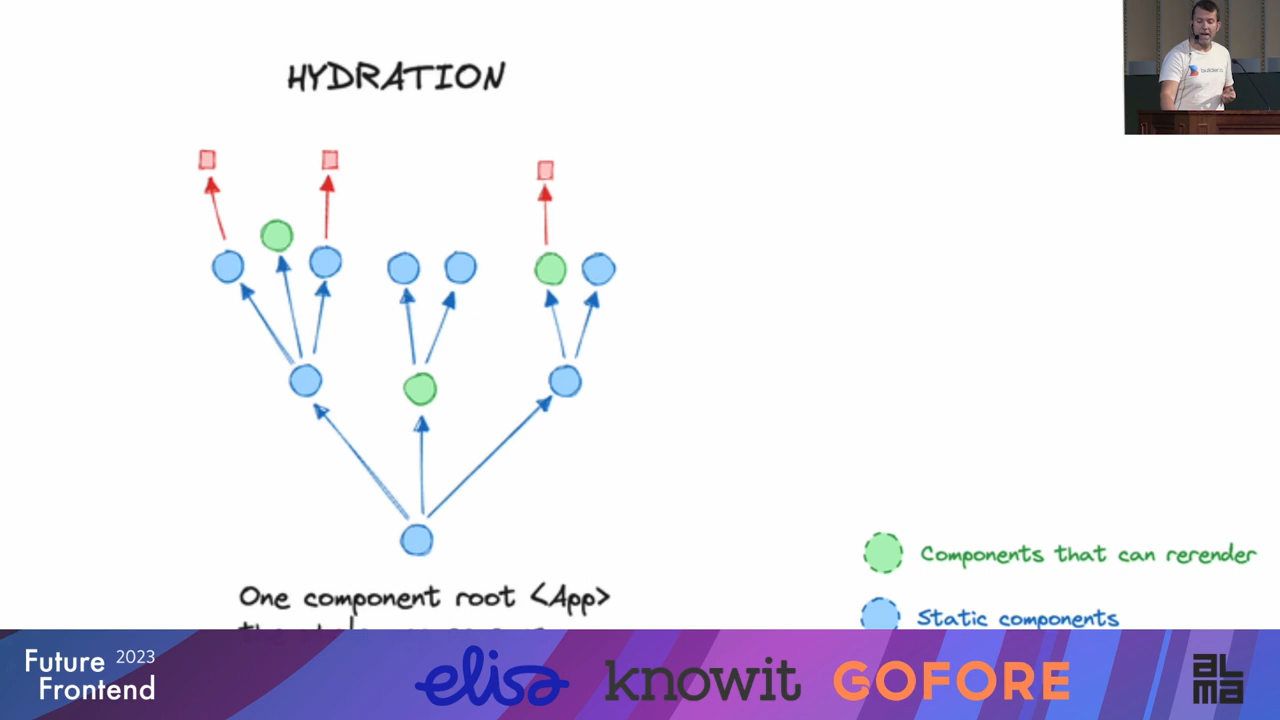 HYDRATION
One component root <App>
Components that can rerender
Static components
Future 2023
Frontend
elisa
knowit
GOFORE
alma